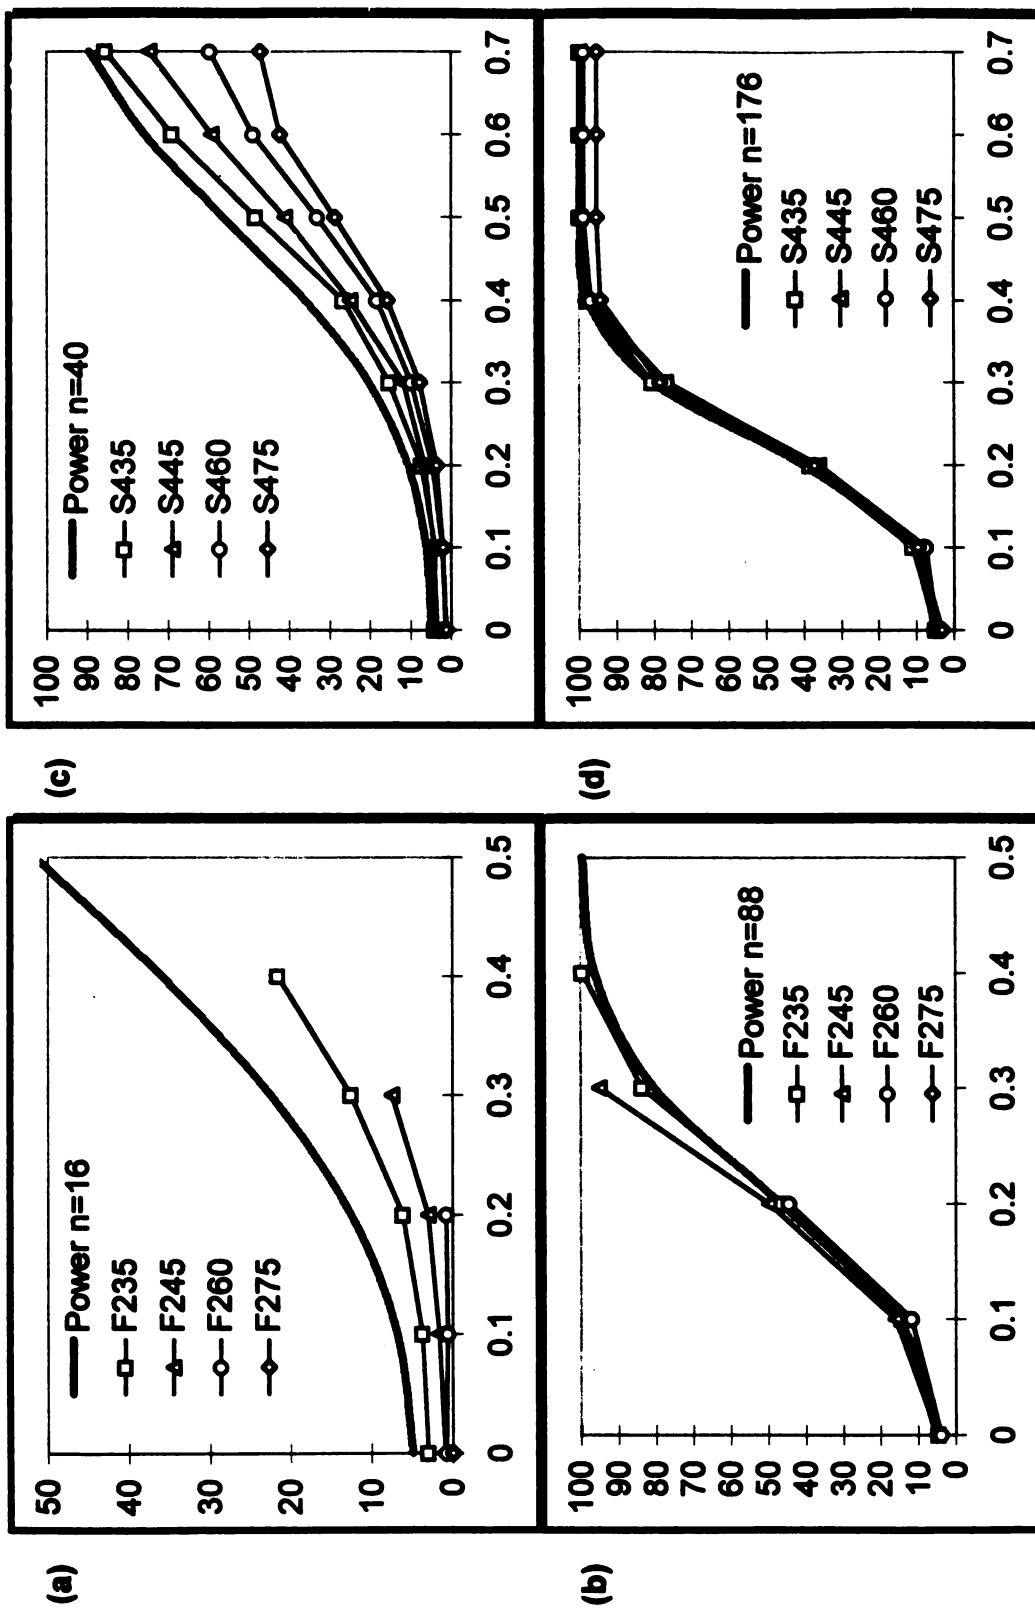 (a)
50
40
30
20
10
0
Power n=16
F235
F245
F260
F275
0 0.1 0.2 0.3 0.4 0.5
(b)
100
90
80
70
60
50
40
30
20
10
0
Power n=88
F235
F245
F260
F275
0 0.1 0.2 0.3 0.4 0.5
(c)
100
90
80
70
60
50
40
30
20
10
0
Power n=40
S435
S445
S460
S475
0 0.1 0.2 0.3 0.4 0.5 0.6 0.7
(d)
100
90
80
70
60
50
40
30
20
10
0
Power n=176
S435
S445
S460
S475
0 0.1 0.2 0.3 0.4 0.5 0.6 0.7